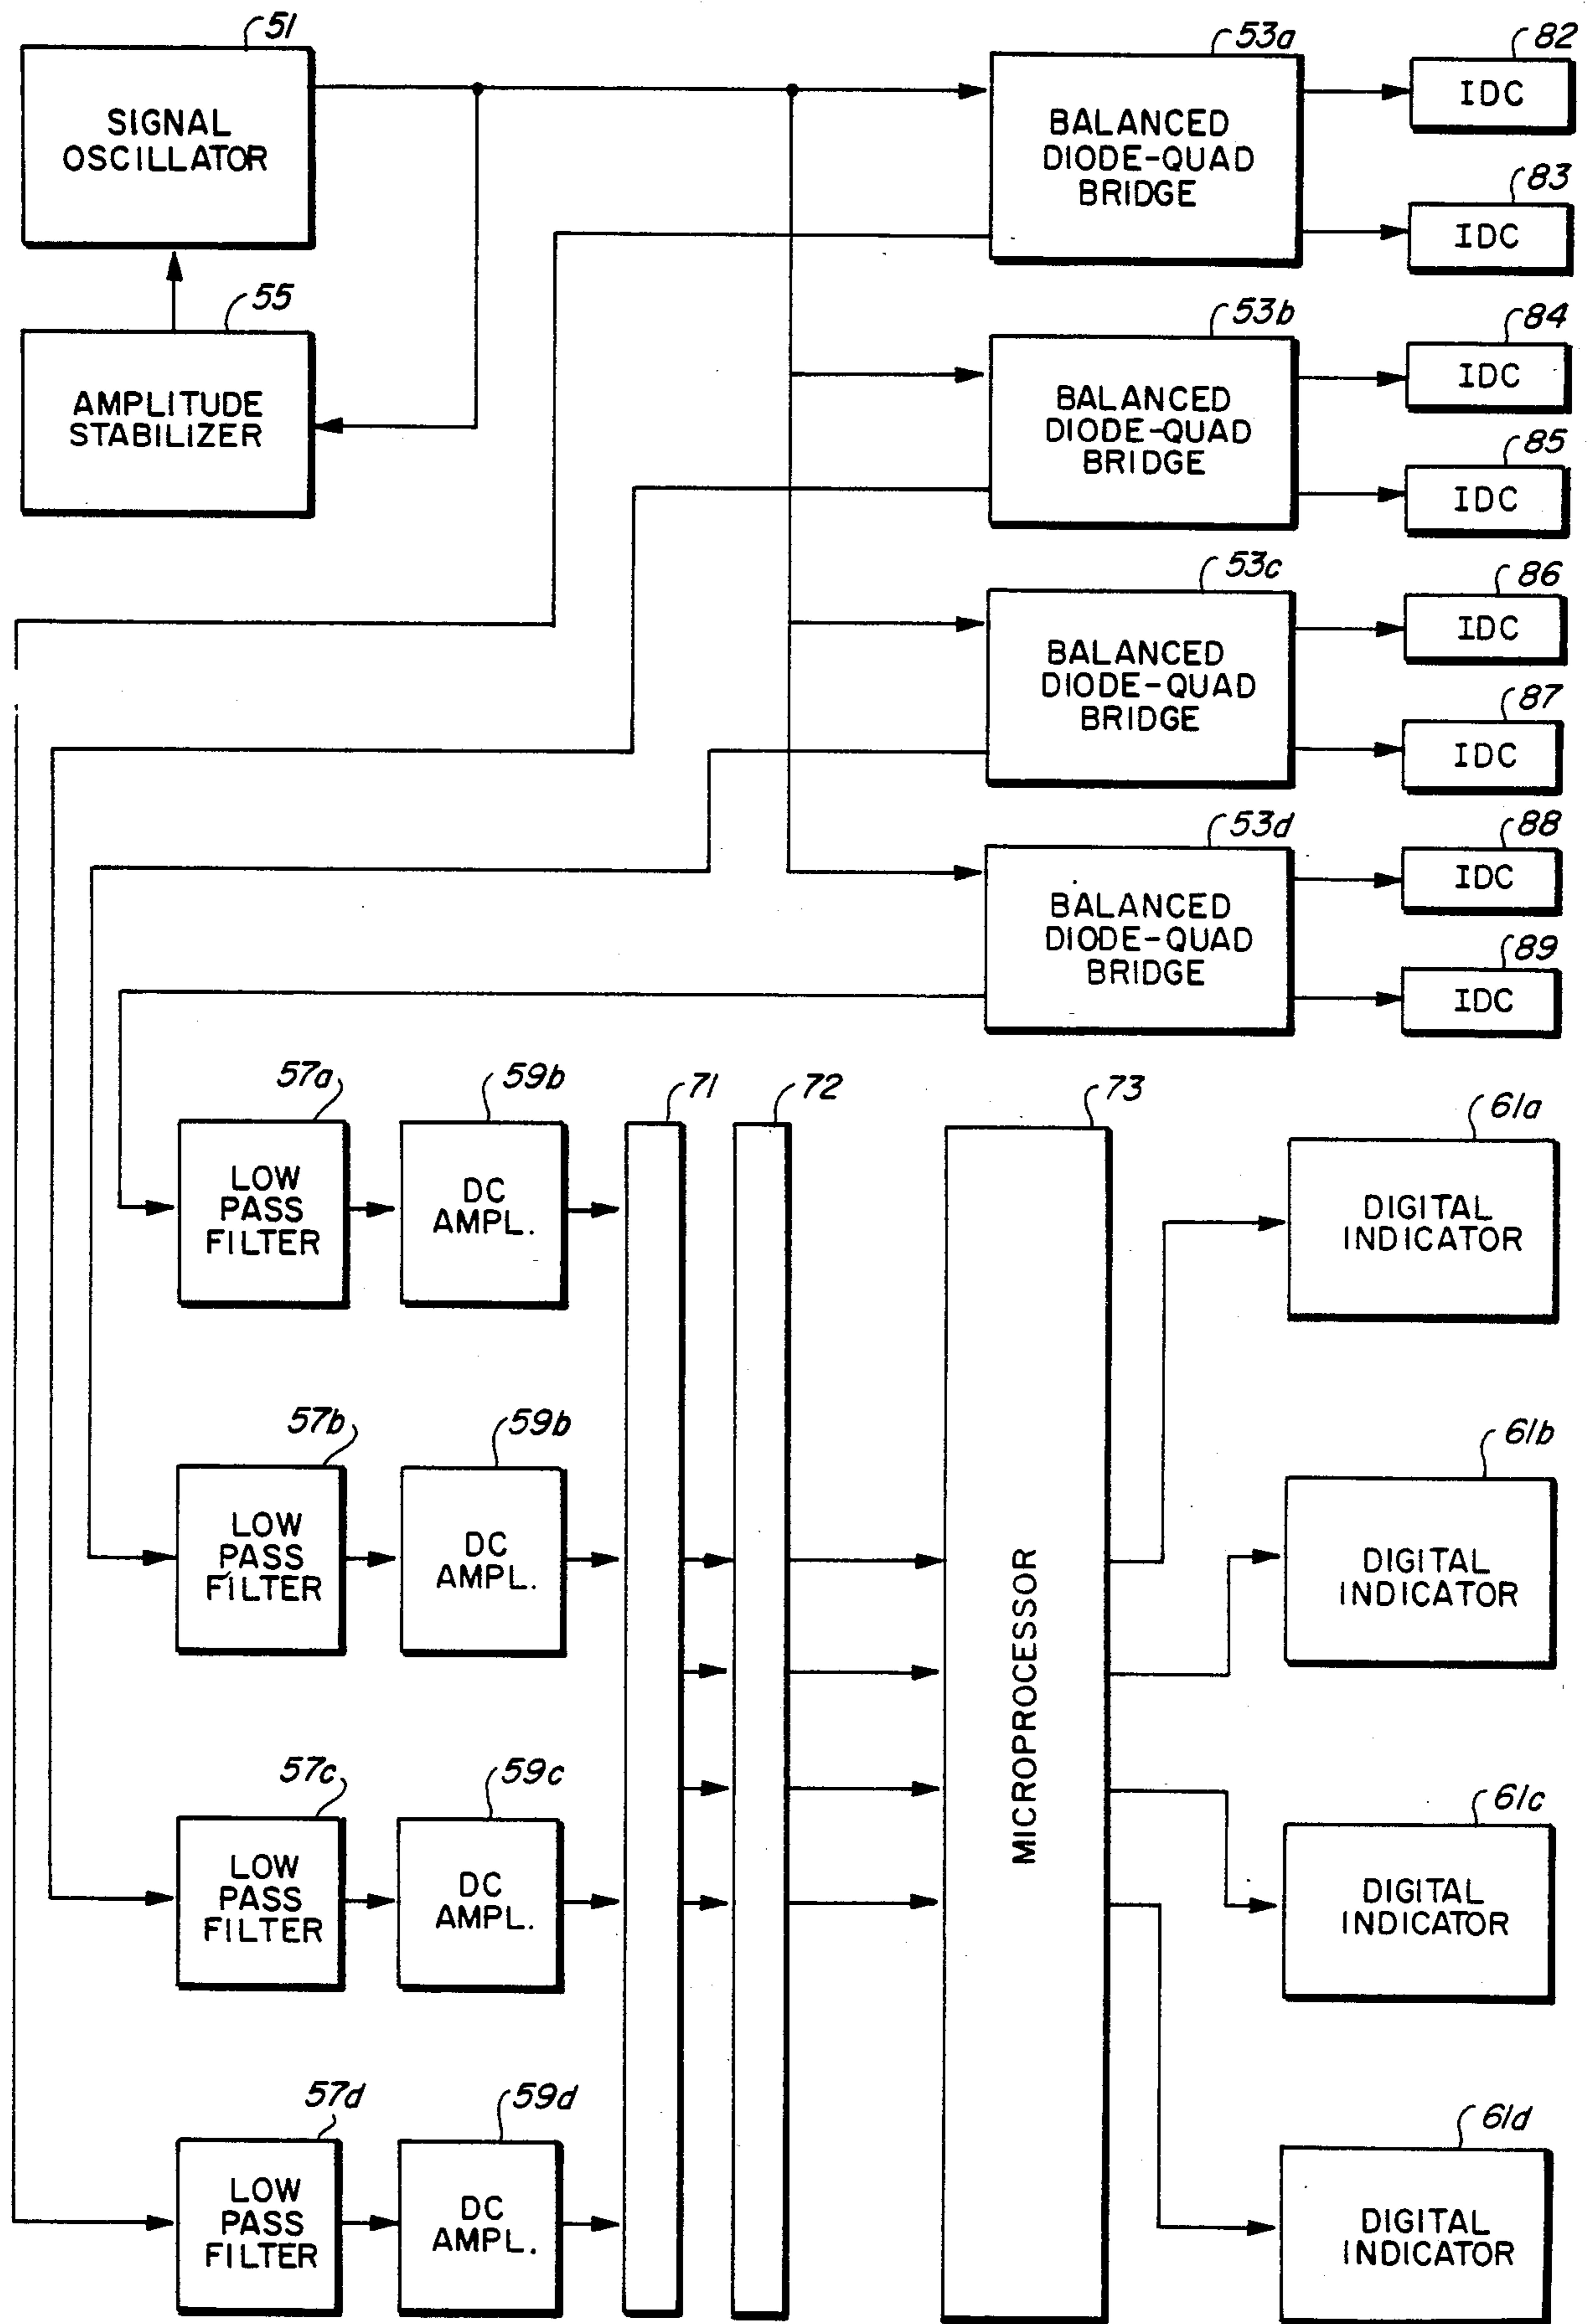 51
SIGNAL
OSCILLATOR
55
AMPLITUDE
STABILIZER
53a
BALANCED
DIODE-QUAD
BRIDGE
82
IDC
83
IDC
53b
BALANCED
DIODE-QUAD
BRIDGE
84
IDC
85
IDC
53c
BALANCED
DIODE-QUAD
BRIDGE
86
IDC
87
IDC
53d
BALANCED
DIODE-QUAD
BRIDGE
88
IDC
89
IDC
57a
LOW
PASS
FILTER
59b
DC
AMPL.
71
72
73
MICROPROCESSOR
61a
DIGITAL
INDICATOR
57b
LOW
PASS
FILTER
59b
DC
AMPL.
61b
DIGITAL
INDICATOR
57c
LOW
PASS
FILTER
59c
DC
AMPL.
61c
DIGITAL
INDICATOR
57d
LOW
PASS
FILTER
59d
DC
AMPL.
61d
DIGITAL
INDICATOR